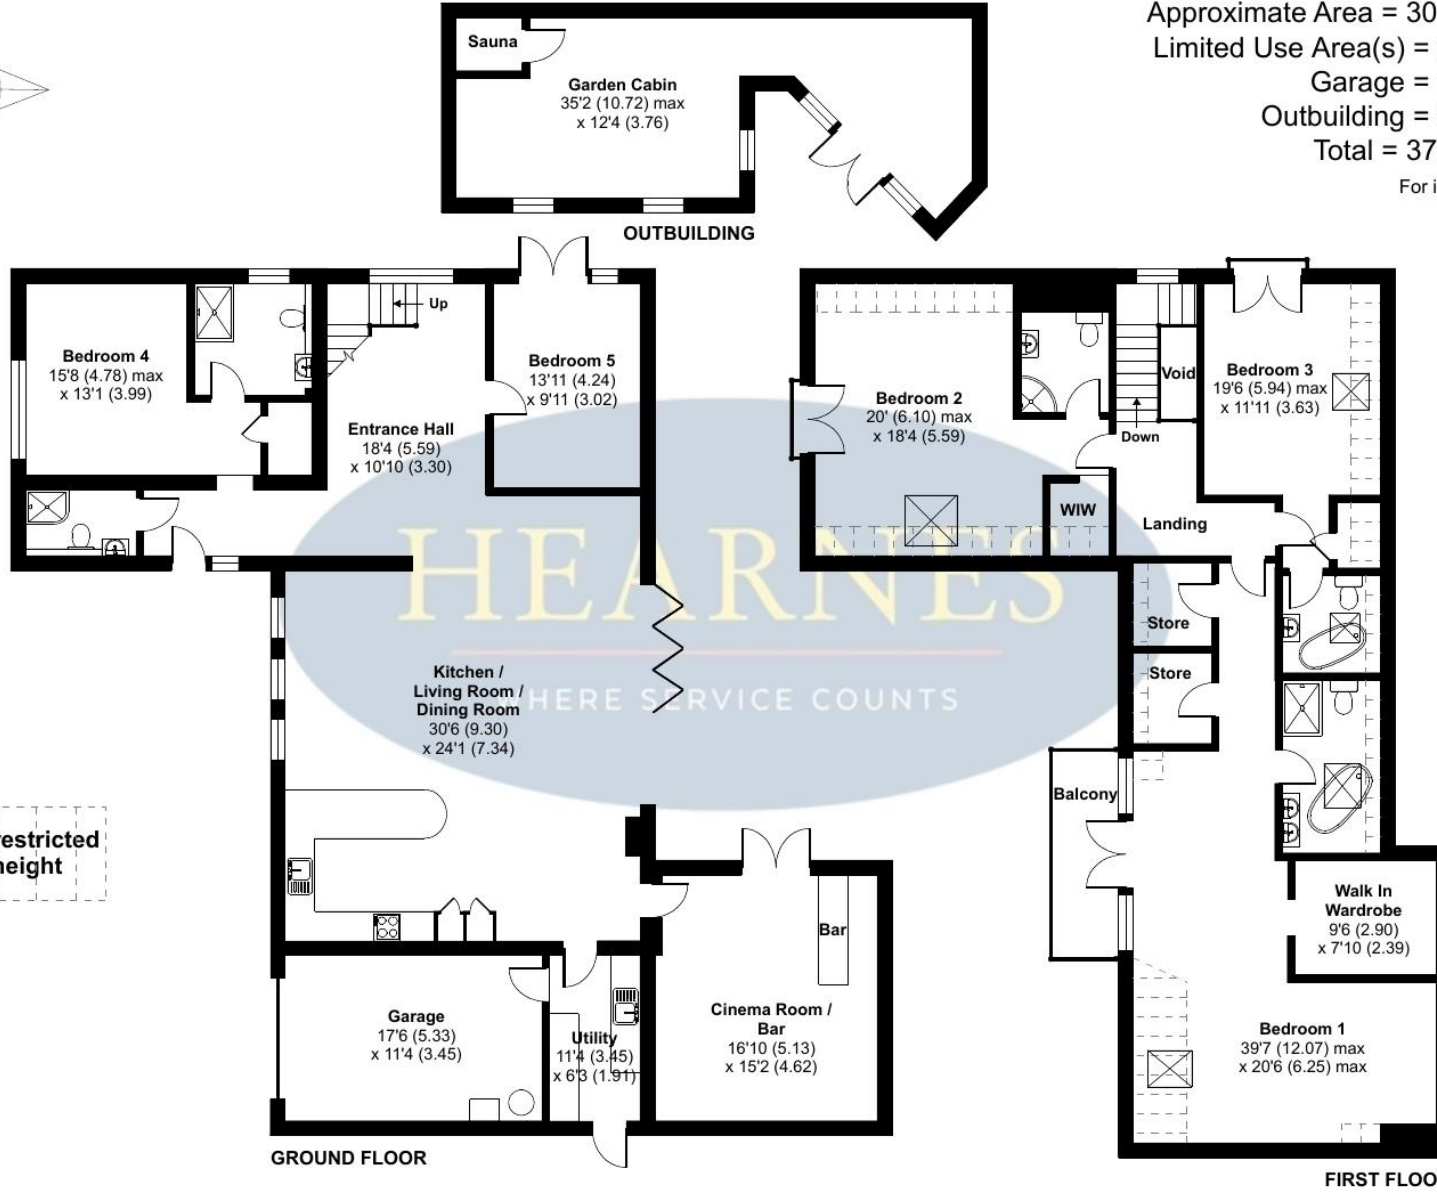 Approximate Area = 30
Limited Use Area(s) =
Garage =
Outbuilding =
Total = 37
For i
Sauna
Garden Cabin
35'2 (10.72) max
x 12'4 (3.76)
OUTBUILDING
Up
Bedroom 4
15'8 (4.78) max
x 13'1 (3.99)
Bedroom 5
13'11 (4.24)
x 9'11 (3.02)
Entrance Hall
18'4 (5.59)
x 10'10 (3.30)
Kitchen /
Living Room /
Dining Room
30'6 (9.30)
x 24'1 (7.34)
Garage
17'6 (5.33)
x 11'4 (3.45)
Utility
11'4 (3.45)
x 6'3 (1.91)
Bar
Cinema Room /
Bar
16'10 (5.13)
x 15'2 (4.62)
GROUND FLOOR
HEARNES
WHERE SERVICE COUNTS
Bedroom 2
20' (6.10) max
x 18'4 (5.59)
Void
Down
Bedroom 3
19'6 (5.94) max
x 11'11 (3.63)
WIW
Landing
Store
Store
Balcony
Walk In
Wardrobe
9'6 (2.90)
x 7'10 (2.39)
Bedroom 1
39'7 (12.07) max
x 20'6 (6.25) max
FIRST FLOO
estricted
eight